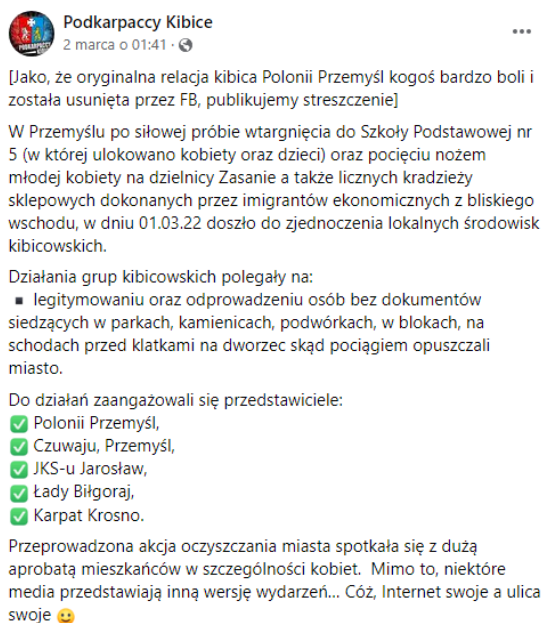 Podkarpaccy Kibice
2 marca o 01:41 ·
PODKARPACCY
[Jako, że oryginalna relacja kibica Polonii Przemyśl kogoś bardzo boli i
została usunięta przez FB, publikujemy streszczenie]
W Przemyślu po siłowej próbie wtargnięcia do Szkoły Podstawowej nr
5 (w której ulokowano kobiety oraz dzieci) oraz pocięciu nożem
młodej kobiety na dzielnicy Zasanie a także licznych kradzieży
sklepowych dokonanych przez imigrantów ekonomicznych z bliskiego
wschodu, w dniu 01.03.22 doszło do zjednoczenia lokalnych środowisk
kibicowskich.
Działania grup kibicowskich polegały na:
▪ legitymowaniu oraz odprowadzeniu osób bez dokumentów
siedzących w parkach, kamienicach, podwórkach, w blokach, na
schodach przed klatkami na dworzec skąd pociągiem opuszczali
miasto.
Do działań zaangażowali się przedstawiciele:
✅ Polonii Przemyśl,
✅ Czuwaju, Przemyśl,
✅ JKS-u Jarosław,
✅ Łady Biłgoraj,
✅ Karpat Krosno.
Przeprowadzona akcja oczyszczania miasta spotkała się z dużą
aprobatą mieszkańców w szczególności kobiet. Mimo to, niektóre
media przedstawiają inną wersję wydarzeń... Cóż, Internet swoje a ulica
swoje 🙂